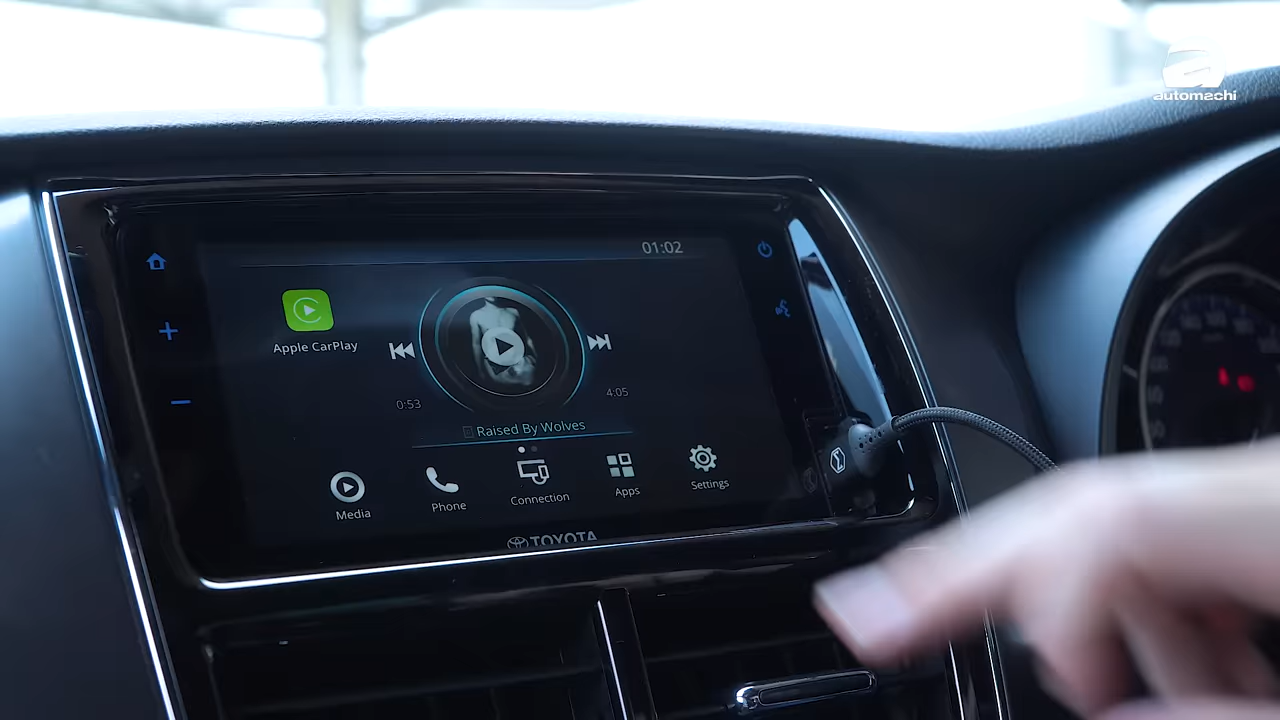 automachi
01:02
Apple CarPlay
0:53
4:05
Raised By Wolves
Media
Phone
Connection
Apps
Settings
TOYOTA